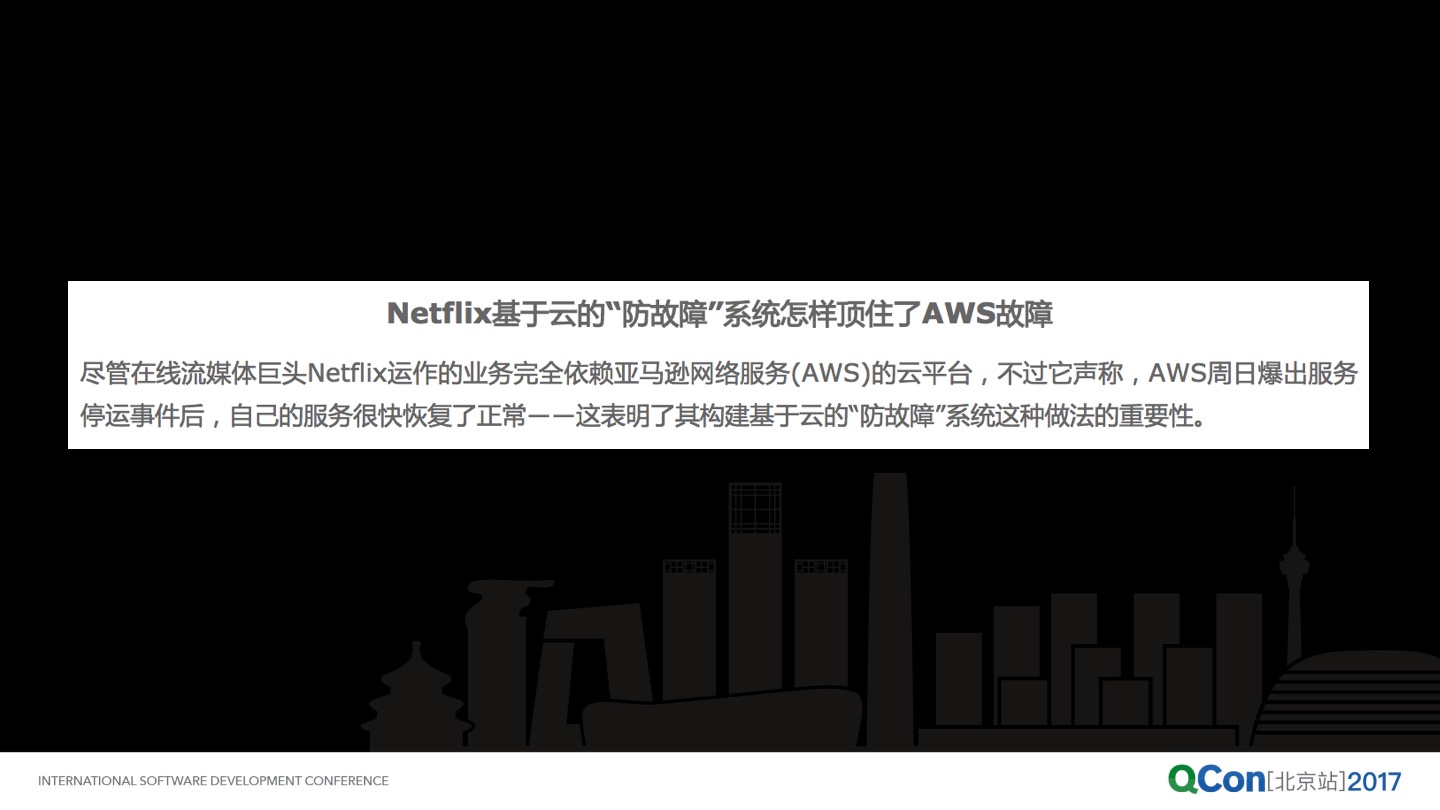 Netflix基于云的“防故障”系统怎样顶住了AWS故障
尽管在线流媒体巨头Netflix运作的业务完全依赖亚马逊网络服务(AWS)的云平台，不过它声称，AWS周日爆出服务
停运事件后，自己的服务很快恢复了正常——这表明了其构建基于云的“防故障”系统这种做法的重要性。
INTERNATIONAL SOFTWARE DEVELOPMENT CONFERENCE
QCon[北京站]2017